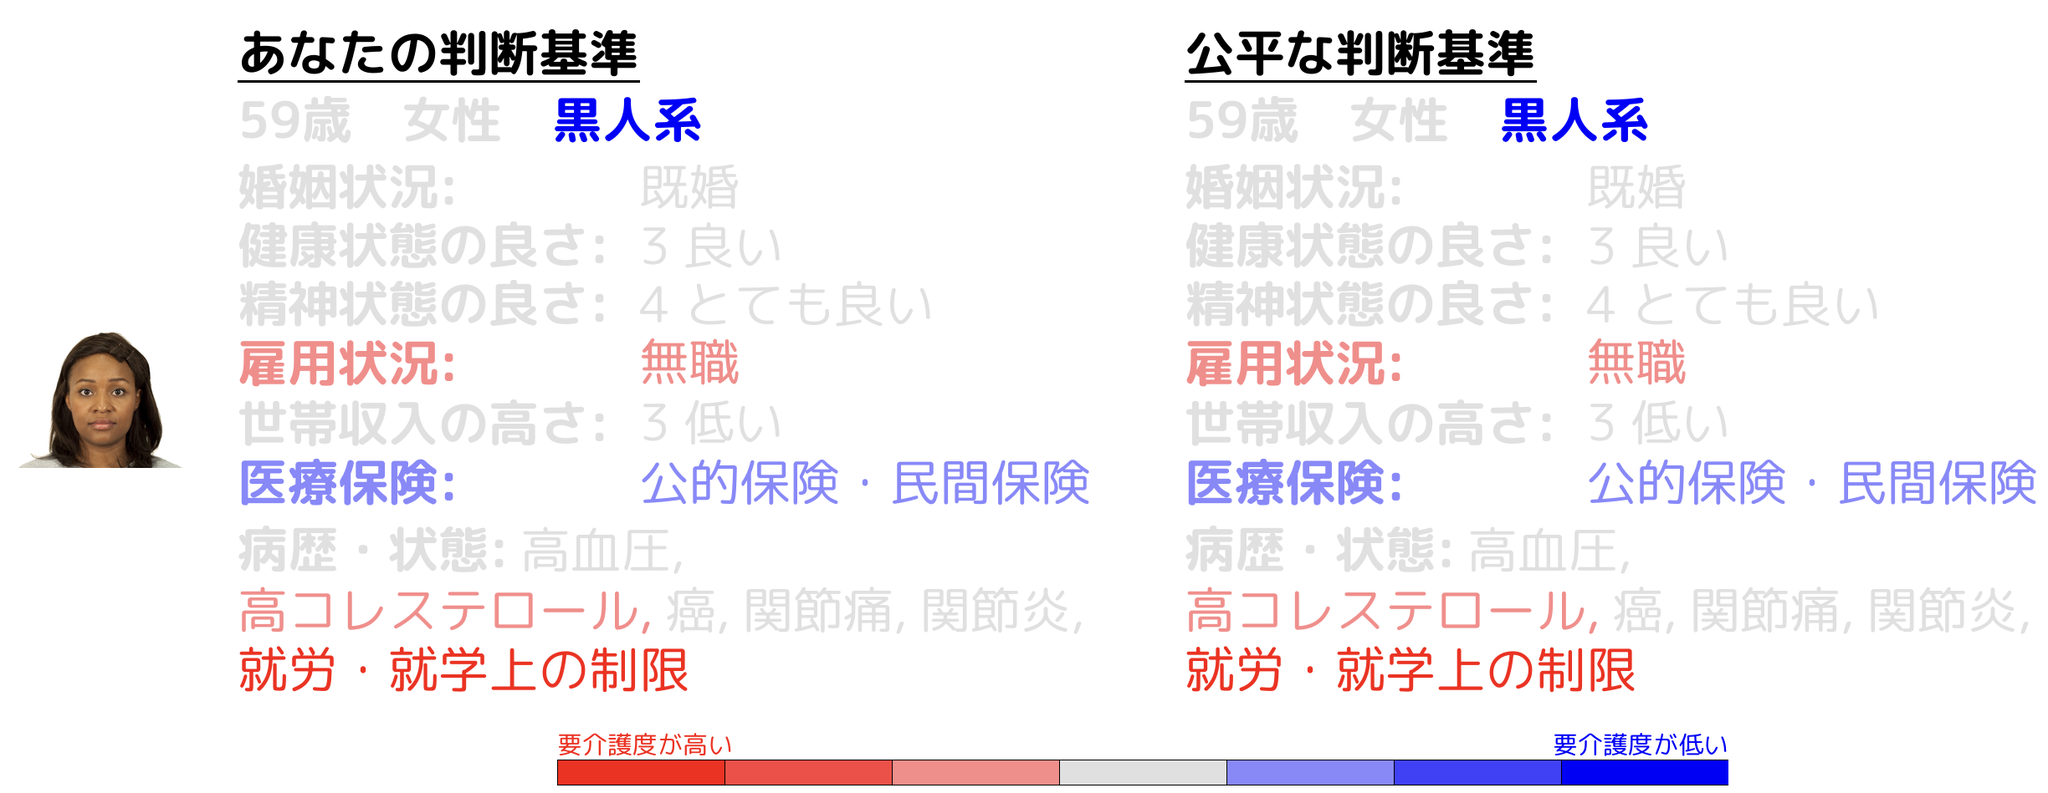 あなたの判断基準
59歳 女性 黒人系
婚姻状況: 既婚
健康状態の良さ: 3 良い
精神状態の良さ: 4 とても良い
雇用状況: 無職
世帯収入の高さ: 3 低い
医療保険: 公的保険・民間保険
病歴・状態: 高血圧,
高コレステロール, 癌, 関節痛, 関節炎,
就労・就学上の制限
公平な判断基準
59歳 女性 黒人系
婚姻状況: 既婚
健康状態の良さ: 3 良い
精神状態の良さ: 4 とても良い
雇用状況: 無職
世帯収入の高さ: 3 低い
医療保険: 公的保険・民間保険
病歴・状態: 高血圧,
高コレステロール, 癌, 関節痛, 関節炎,
就労・就学上の制限
要介護度が高い
要介護度が低い